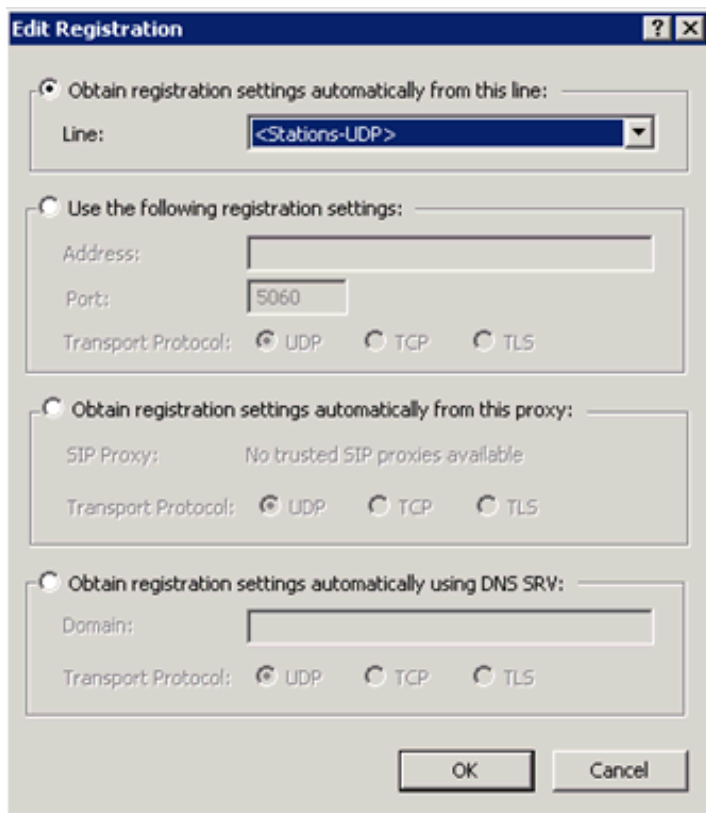 Edit Registration
Obtain registration settings automatically from this line:
Line: <Stations-UDP>
Use the following registration settings:
Address:
Port: 5060
Transport Protocol: UDP TCP TLS
Obtain registration settings automatically from this proxy:
SIP Proxy: No trusted SIP proxies available
Transport Protocol: UDP TCP TLS
Obtain registration settings automatically using DNS SRV:
Domain:
Transport Protocol: UDP TCP TLS
OK Cancel